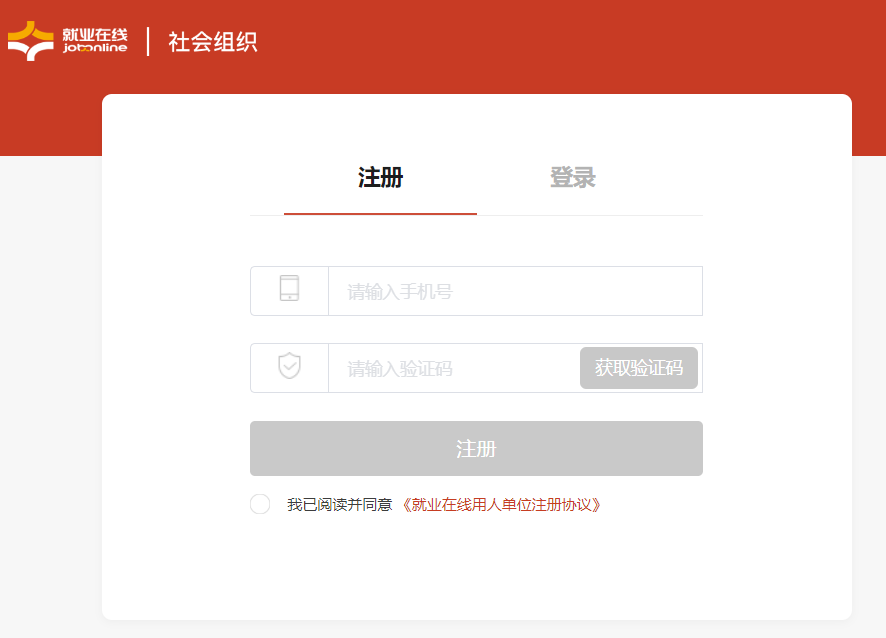 就业在线
jobonline
社会组织
注册
登录
请输入手机号
请输入验证码
获取验证码
注册
我已阅读并同意 《就业在线用人单位注册协议》